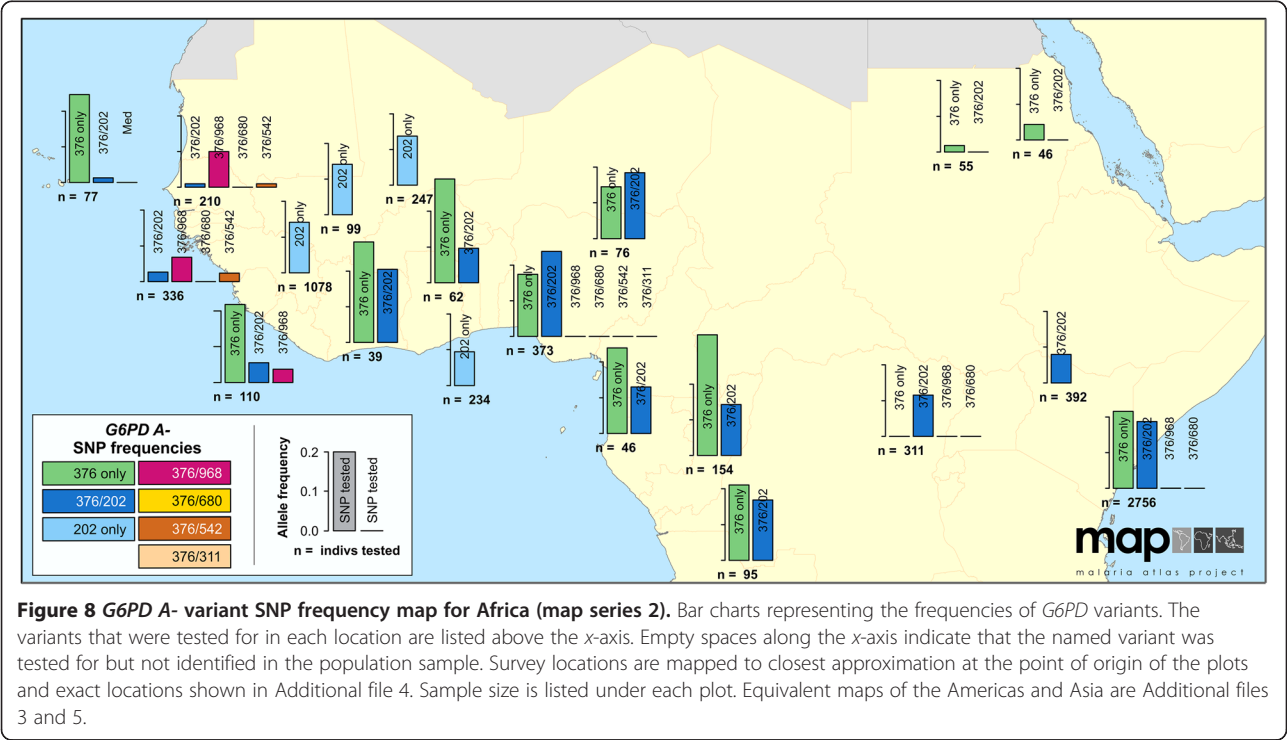 376 only
376/202
Med
n = 77
376/202
376/968
376/680
376/542
n = 210
202 only
n = 99
202 only
n = 247
376 only
376/202
n = 76
376 only
376/202
n = 55
376 only
376/202
n = 46
376/202
376/968
376/680
376/542
n = 336
202 only
n = 1078
376 only
376/202
n = 39
376 only
376/202
n = 62
376 only
376/202
376/968
376/680
376/542
376/311
n = 373
376 only
376/202
376/968
n = 110
202 only
n = 234
376 only
376/202
n = 46
376 only
376/202
n = 154
376 only
376/202
376/968
376/680
n = 311
376/202
n = 392
376 only
376/202
376/968
376/680
n = 2756
376 only
376/202
n = 95
G6PD A-
SNP frequencies
376 only
376/968
376/202
376/680
202 only
376/542
376/311
Allele frequency
0.2
0.1
0.0
SNP tested
SNP tested
n = indivs tested
map
malaria atlas project
Figure 8 G6PD A- variant SNP frequency map for Africa (map series 2). Bar charts representing the frequencies of G6PD variants. The
variants that were tested for in each location are listed above the x-axis. Empty spaces along the x-axis indicate that the named variant was
tested for but not identified in the population sample. Survey locations are mapped to closest approximation at the point of origin of the plots
and exact locations shown in Additional file 4. Sample size is listed under each plot. Equivalent maps of the Americas and Asia are Additional files
3 and 5.